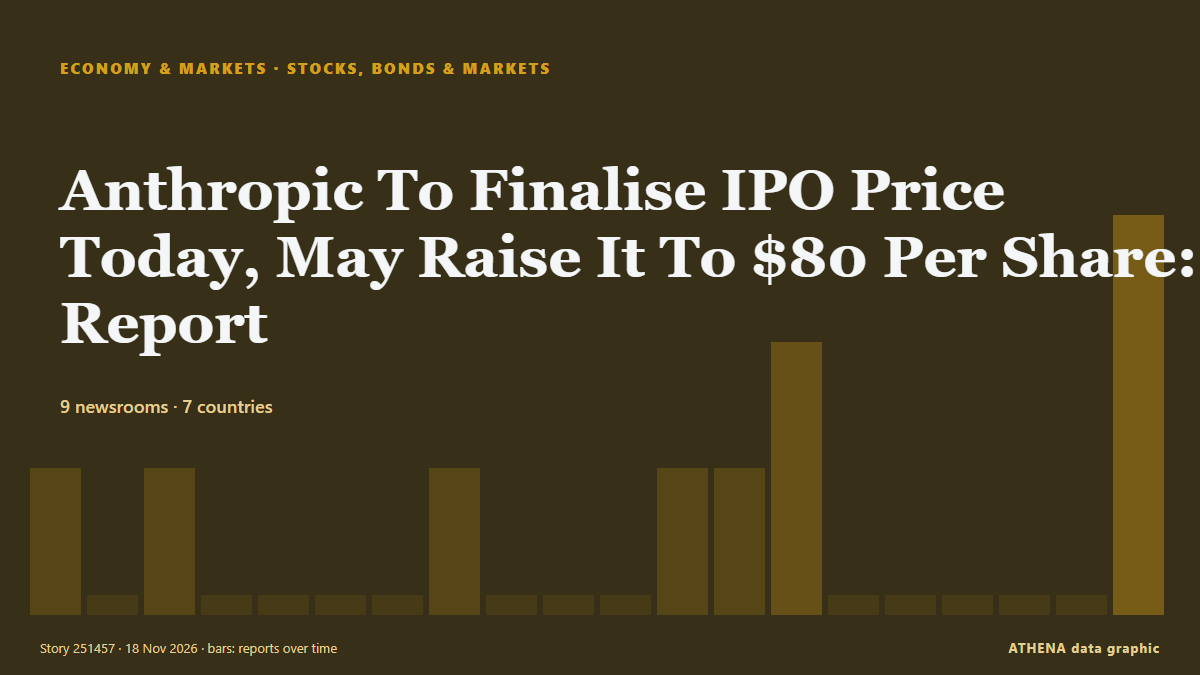 ECONOMY & MARKETS · STOCKS, BONDS & MARKETS
Anthropic To Finalise IPO Price
Today, May Raise It To $80 Per Share:
Report
9 newsrooms · 7 countries
Story 251457 · 18 Nov 2026 · bars: reports over time
ATHENA data graphic